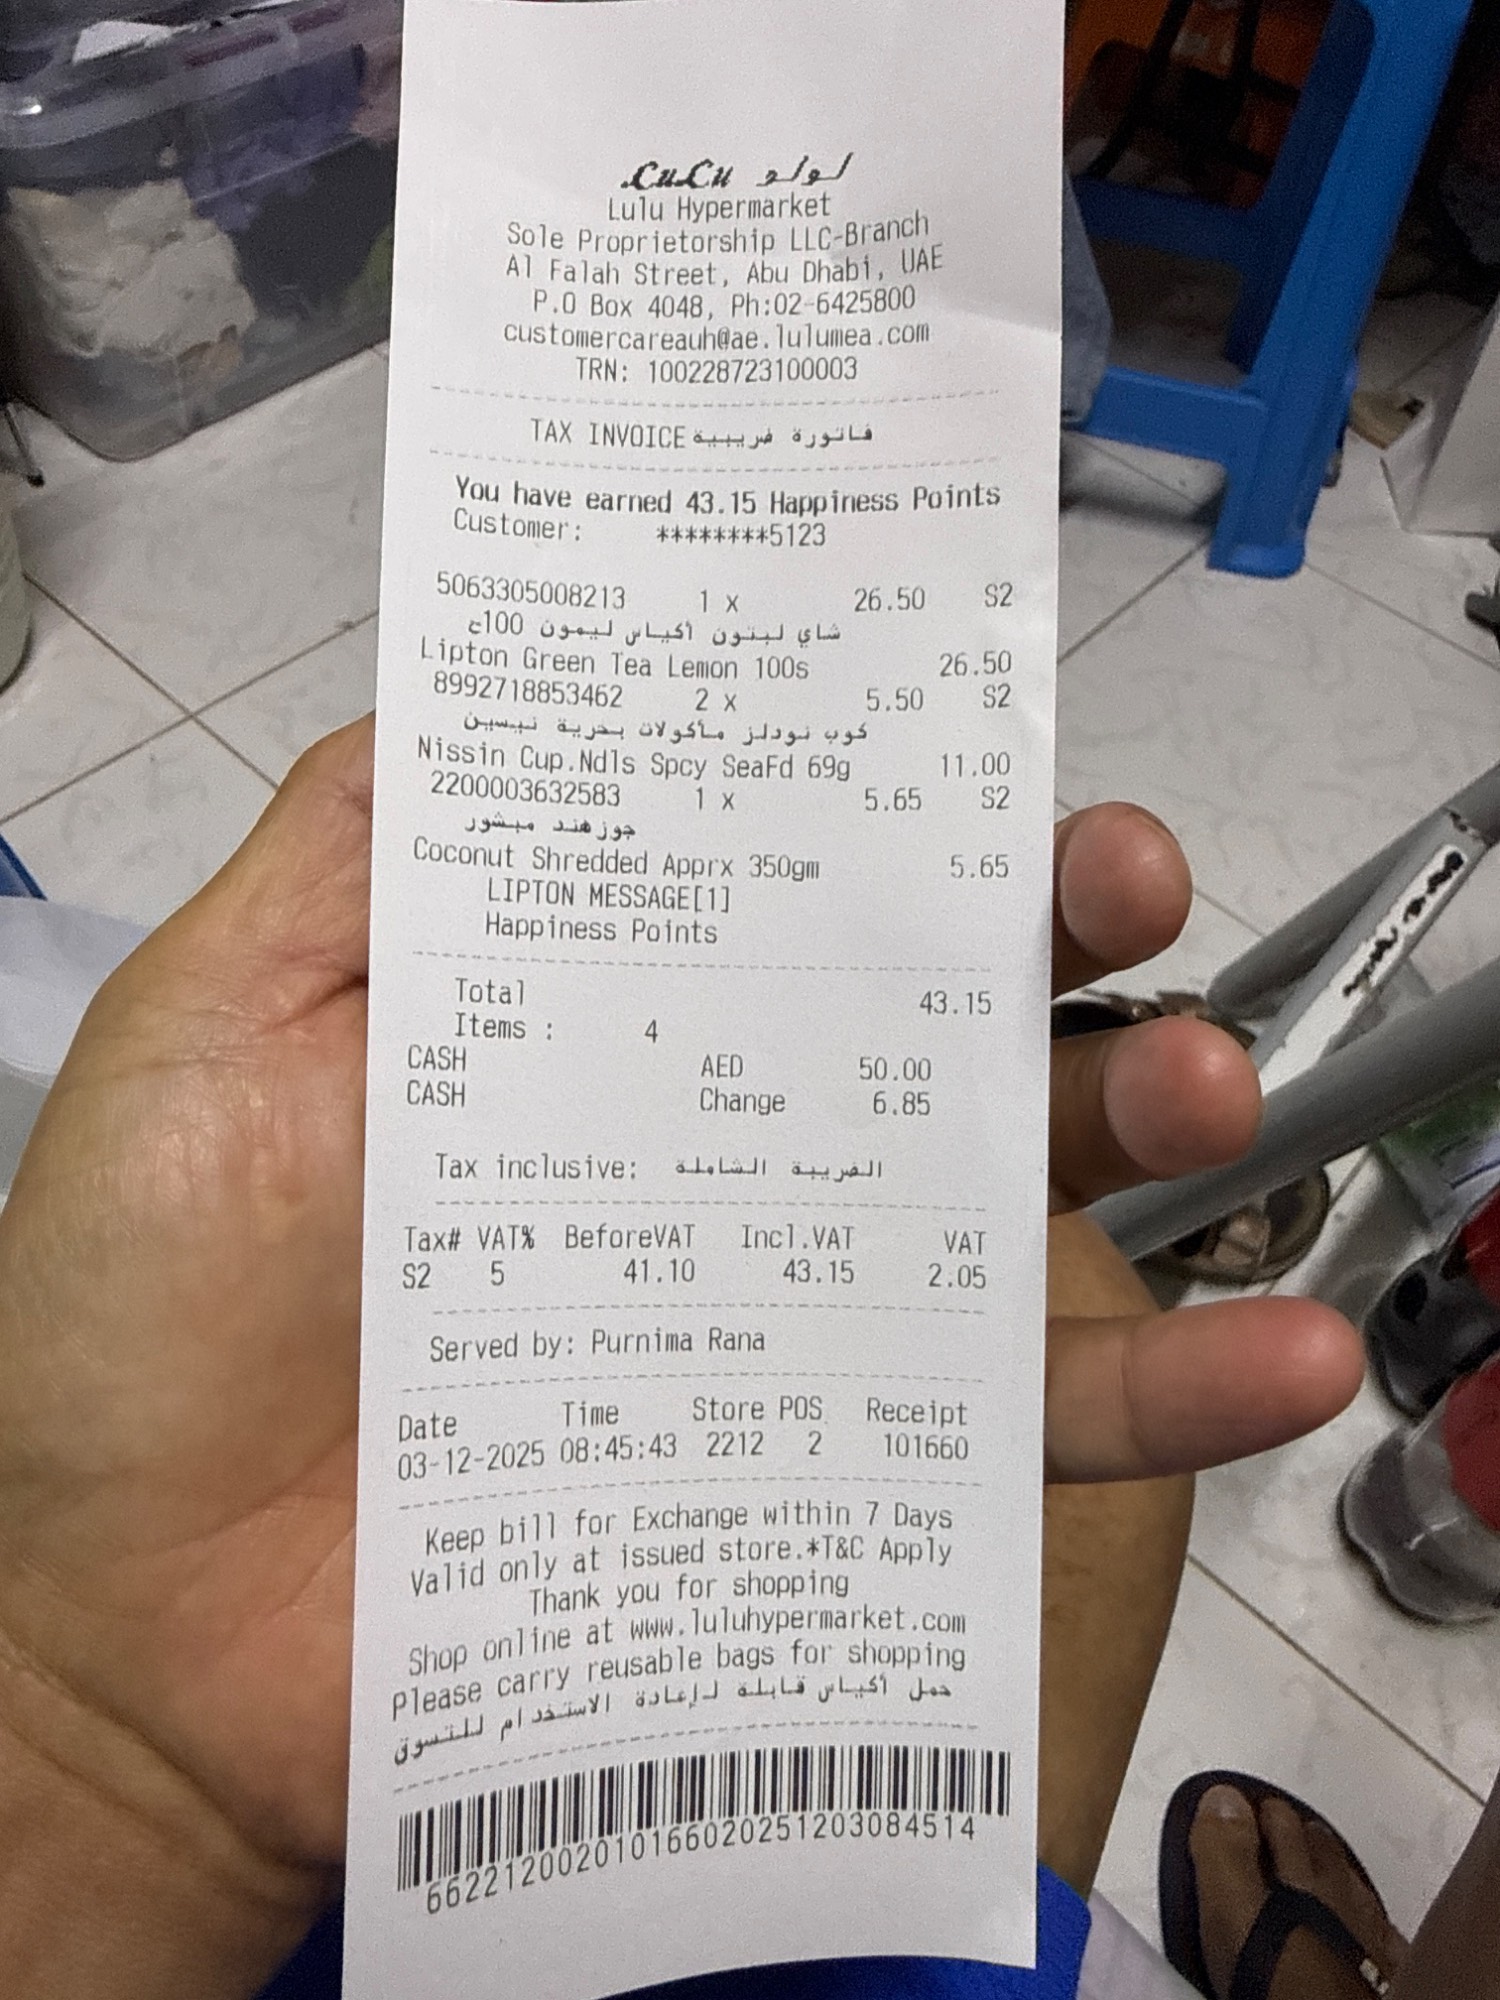 LuLu لولو
Lulu Hypermarket
Sole Proprietorship LLC-Branch
Al Falah Street, Abu Dhabi, UAE
P.O Box 4048, Ph:02-6425800
customercareauh@ae.lulumea.com
TRN: 100228723100003
TAX INVOICE فاتورة ضريبية
You have earned 43.15 Happiness Points
Customer: ********5123
5063305008213 1 x 26.50 S2
شاي لبتون أكياس ليمون 100ح
Lipton Green Tea Lemon 100s 26.50
8992718853462 2 x 5.50 S2
كوب نودلز مأكولات بحرية نيسين
Nissin Cup.Ndls Spcy SeaFd 69g 11.00
2200003632583 1 x 5.65 S2
جوز هند مبشور
Coconut Shredded Apprx 350gm 5.65
LIPTON MESSAGE[1]
Happiness Points
Total 43.15
Items : 4
CASH AED 50.00
CASH Change 6.85
Tax inclusive: الضريبة الشاملة
Tax# VAT% BeforeVAT Incl.VAT VAT
S2 5 41.10 43.15 2.05
Served by: Purnima Rana
Date Time Store POS Receipt
03-12-2025 08:45:43 2212 2 101660
Keep bill for Exchange within 7 Days
Valid only at issued store.*T&C Apply
Thank you for shopping
Shop online at www.luluhypermarket.com
Please carry reusable bags for shopping
حمل أكياس قابلة لإعادة الاستخدام للتسوق
662212002010166020251203084514